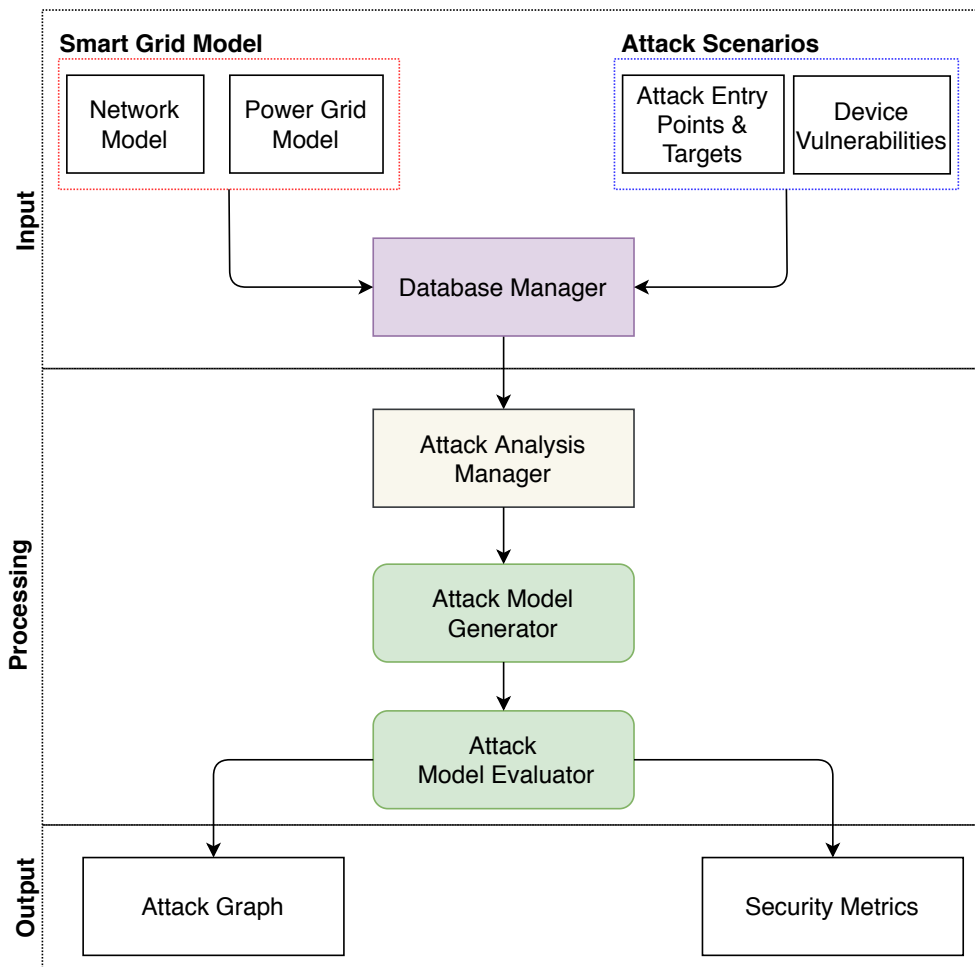 Smart Grid Model
Attack Scenarios
Network
Model
Power Grid
Model
Attack Entry
Points &
Targets
Device
Vulnerabilities
Input
Database Manager
Attack Analysis
Manager
Processing
Attack Model
Generator
Attack
Model Evaluator
Output
Attack Graph
Security Metrics